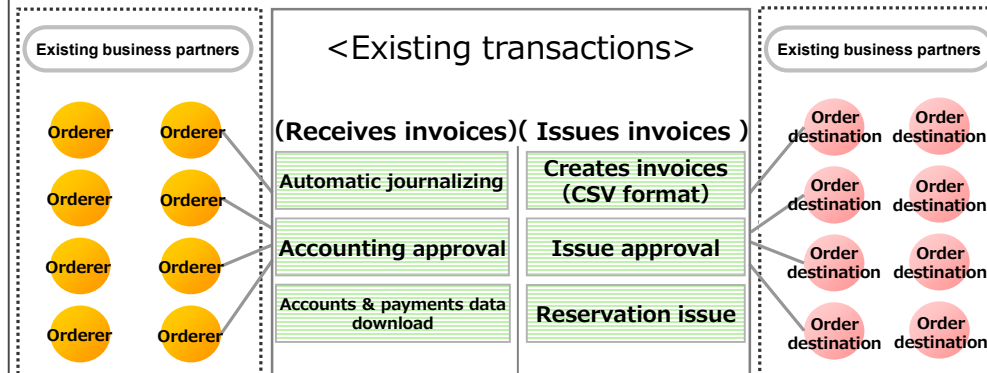 Existing business partners
<Existing transactions>
Existing business partners
(Receives invoices)
( Issues invoices )
Orderer
Orderer
Orderer
Orderer
Orderer
Orderer
Orderer
Orderer
Automatic journalizing
Creates invoices
(CSV format)
Accounting approval
Issue approval
Accounts & payments data
download
Reservation issue
Order
destination
Order
destination
Order
destination
Order
destination
Order
destination
Order
destination
Order
destination
Order
destination